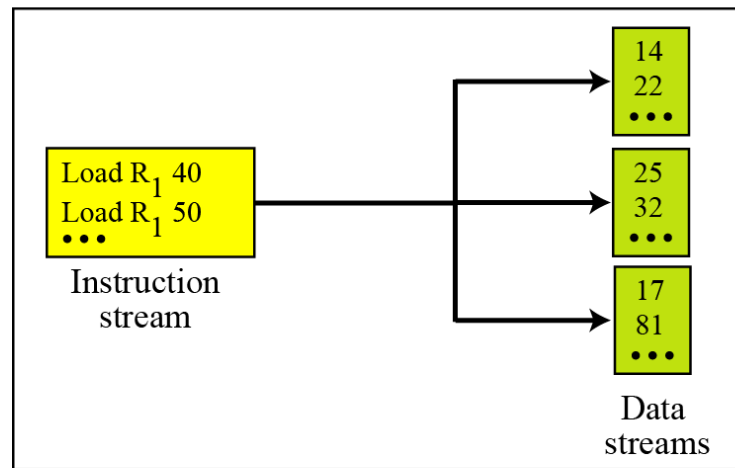 Load R1 40
Load R1 50
•••
Instruction
stream
14
22
•••
25
32
•••
17
81
•••
Data
streams